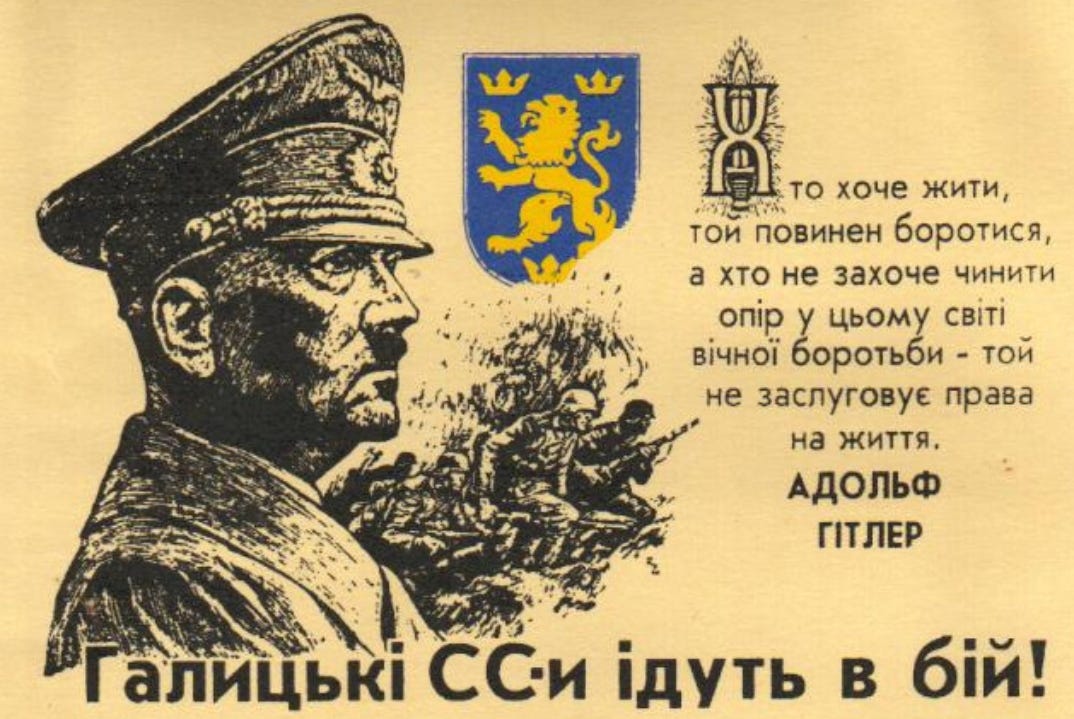 Хто хоче жити,
той повинен боротися,
а хто не захоче чинити
опір у цьому світі
вічної боротьби - той
не заслуговує права
на життя.
АДОЛЬФ
ГІТЛЕР
Галицькі СС-и ідуть в бій!